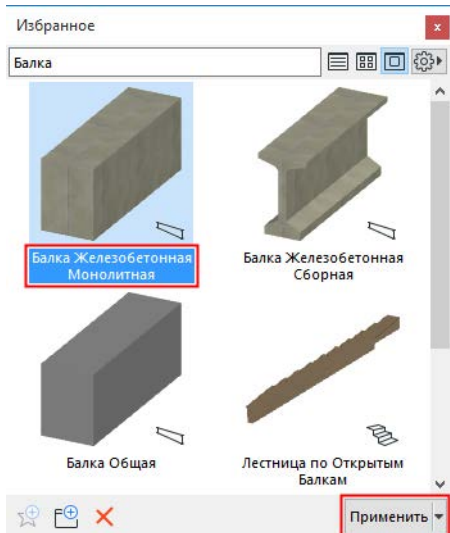 Избранное
Балка
Балка Железобетонная
Монолитная
Балка Железобетонная
Сборная
Балка Общая
Лестница по Открытым
Балкам
Применить